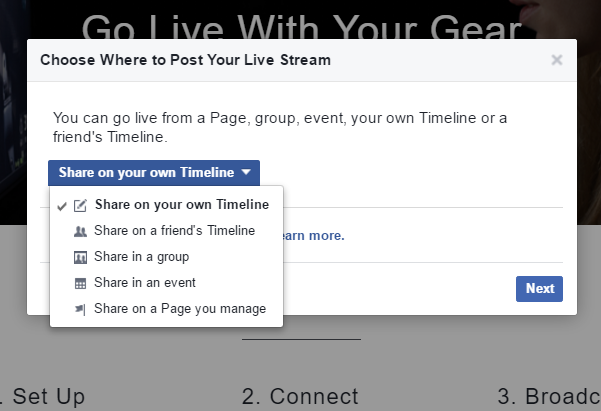 Go Live With Your Gear
Choose Where to Post Your Live Stream
You can go live from a Page, group, event, your own Timeline or a
friend's Timeline.
Share on your own Timeline
Share on your own Timeline
Share on a friend's Timeline
Share in a group
earn more.
Share in an event
Next
Share on a Page you manage
. Set Up
2. Connect
3. Broadc